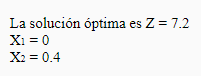 La solución óptima es Z = 7.2
X₁ = 0
X₂ = 0.4